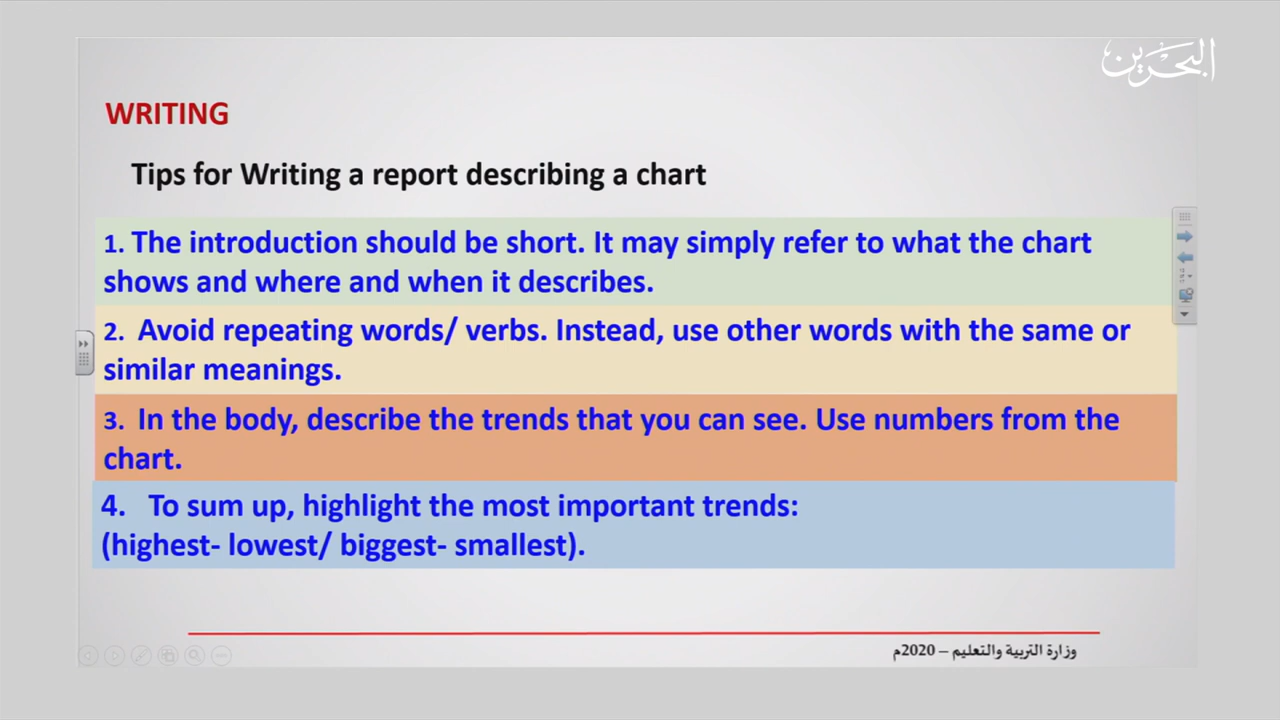 البحرين
WRITING
Tips for Writing a report describing a chart
1. The introduction should be short. It may simply refer to what the chart
shows and where and when it describes.
2. Avoid repeating words/ verbs. Instead, use other words with the same or
similar meanings.
3. In the body, describe the trends that you can see. Use numbers from the
chart.
4. To sum up, highlight the most important trends:
(highest- lowest/ biggest- smallest).
وزارة التربية والتعليم – 2020م